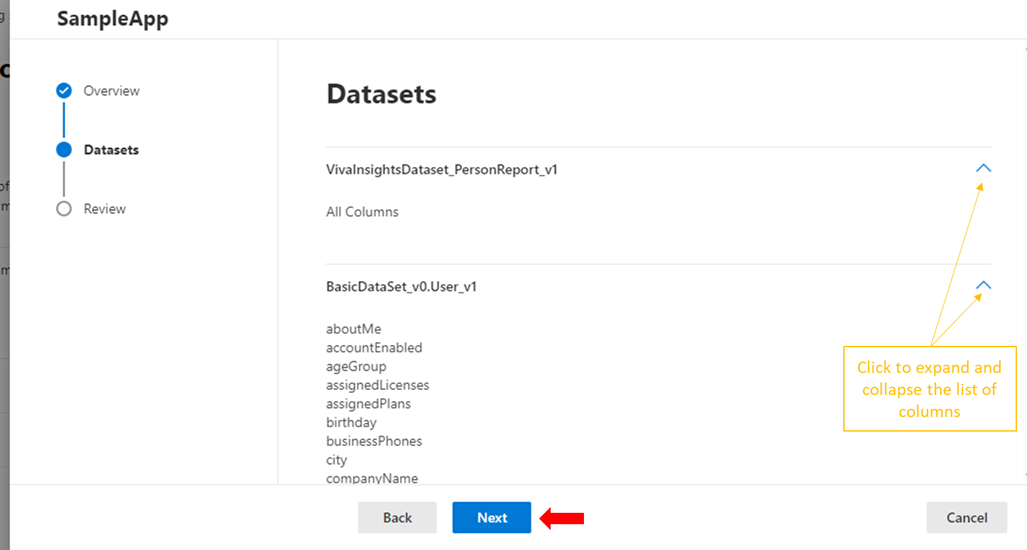 SampleApp
Overview
Datasets
Review
Datasets
VivaInsightsDataset_PersonReport_v1
All Columns
BasicDataSet_v0.User_v1
aboutMe
accountEnabled
ageGroup
assignedLicenses
assignedPlans
birthday
businessPhones
city
companyName
Click to expand and
collapse the list of
columns
Back
Next
Cancel